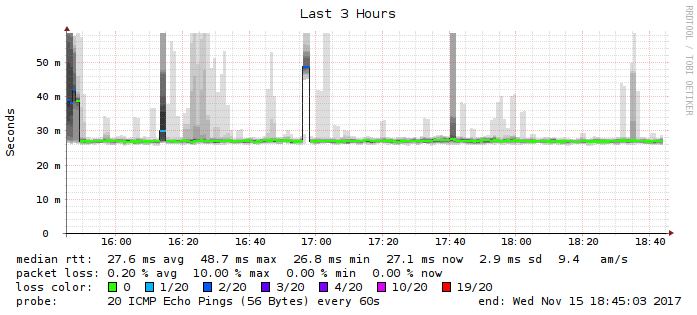 Last 3 Hours
RRDTOOL / TOBI OETIKER
Seconds
50 m
40 m
30 m
20 m
10 m
0
16:00 16:20 16:40 17:00 17:20 17:40 18:00 18:20 18:40
median rtt: 27.6 ms avg 48.7 ms max 26.8 ms min 27.1 ms now 2.9 ms sd 9.4 am/s
packet loss: 0.20 % avg 10.00 % max 0.00 % min 0.00 % now
loss color: 0 1/20 2/20 3/20 4/20 10/20 19/20
probe: 20 ICMP Echo Pings (56 Bytes) every 60s end: Wed Nov 15 18:45:03 2017